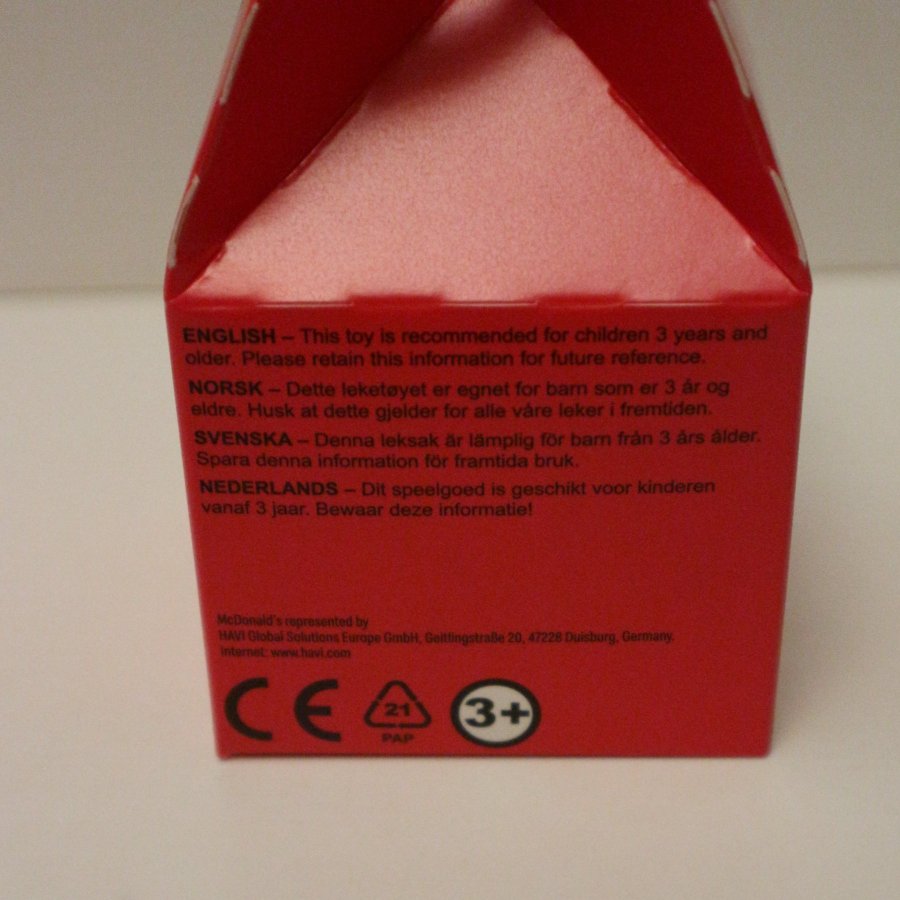 ENGLISH – This toy is recommended for children 3 years and
older. Please retain this information for future reference.
NORSK – Dette leketøyet er egnet for barn som er 3 år og
eldre. Husk at dette gjelder for alle våre leker i fremtiden.
SVENSKA – Denna leksak är lämplig för barn från 3 års ålder.
Spara denna information för framtida bruk.
NEDERLANDS – Dit speelgoed is geschikt voor kinderen
vanaf 3 jaar. Bewaar deze informatie!
McDonald's represented by
HAVI Global Solutions Europe GmbH, Geitlingstraße 20, 47228 Duisburg, Germany.
Internet: www.havi.com
CE 21 3+
PAP